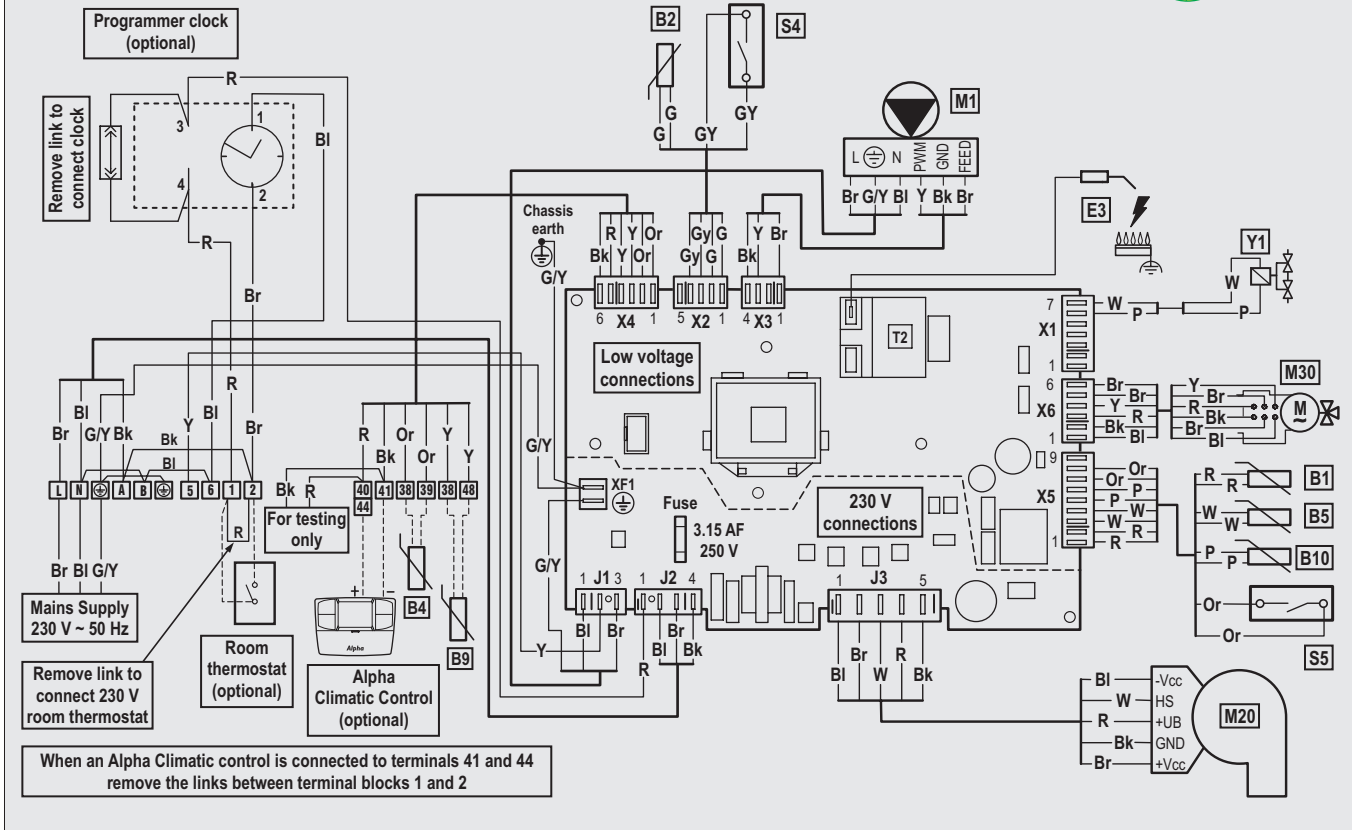 Programmer clock
(optional)
Remove link to
connect clock
R
3
4
1
2
Bl
R
Br
B2
S4
G
G
GY
GY
M1
L N PWM GND FEED
Br G/Y Bl Y Bk Br
E3
Y1
W
P
Chassis
earth
G/Y
R Y Or
Bk Y Or
Gy G
Gy G
Y Br
Bk
6 X4 1
5 X2 1
4 X3 1
T2
Low voltage
connections
7
X1
1
W
P
6
X6
1
Br
Br
Y
R
Bk
Bl
Y
Br
R
Bk
Br
Bl
M
~
M30
9
X5
1
Or
Or
P
P
W
W
R
R
R
R
B1
W
W
B5
P
P
B10
Or
Or
S5
Br
Bl
G/Y
Bk
Y
Bl
R
Br
Bk
Bl
L N A B 5 6 1 2
R
Bk
Or
Or
Y
Y
Bk
R
For testing
only
40 41 38 39 38 48
44
G/Y
XF1
G/Y
Fuse
3.15 AF
250 V
230 V
connections
1 J1 3
1 J2 4
1 J3 5
Bl Br
Y
R
Br
Bl Bk
Br R
Bl W Bk
Br Bl G/Y
Mains Supply
230 V ~ 50 Hz
R
Remove link to
connect 230 V
room thermostat
Room
thermostat
(optional)
+ –
Alpha
Alpha
Climatic Control
(optional)
B4
B9
Bl
W
R
Bk
Br
-Vcc
HS
+UB
GND
+Vcc
M20
When an Alpha Climatic control is connected to terminals 41 and 44
remove the links between terminal blocks 1 and 2